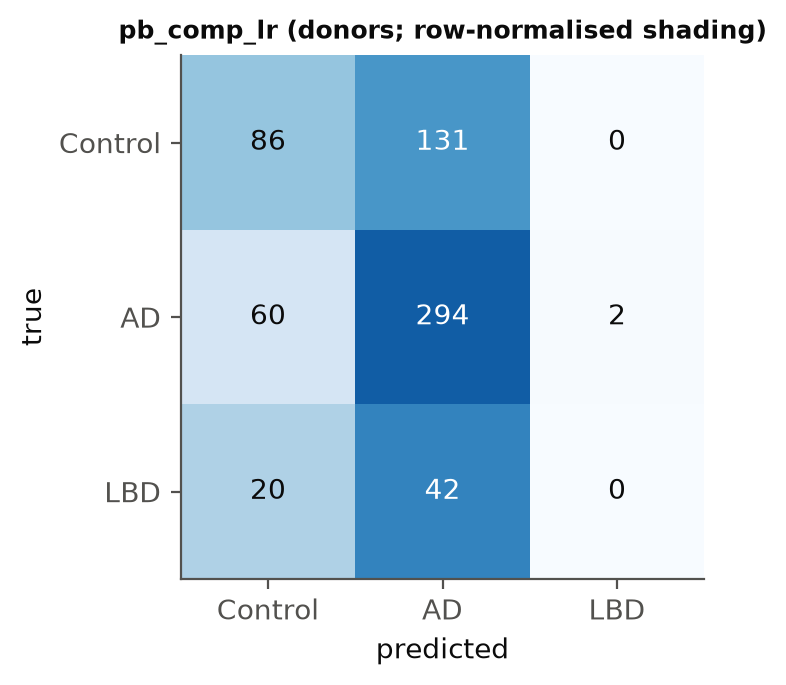 pb_comp_lr (donors; row-normalised shading)
Control 86 131 0
true
AD 60 294 2
LBD 20 42 0
Control AD LBD
predicted